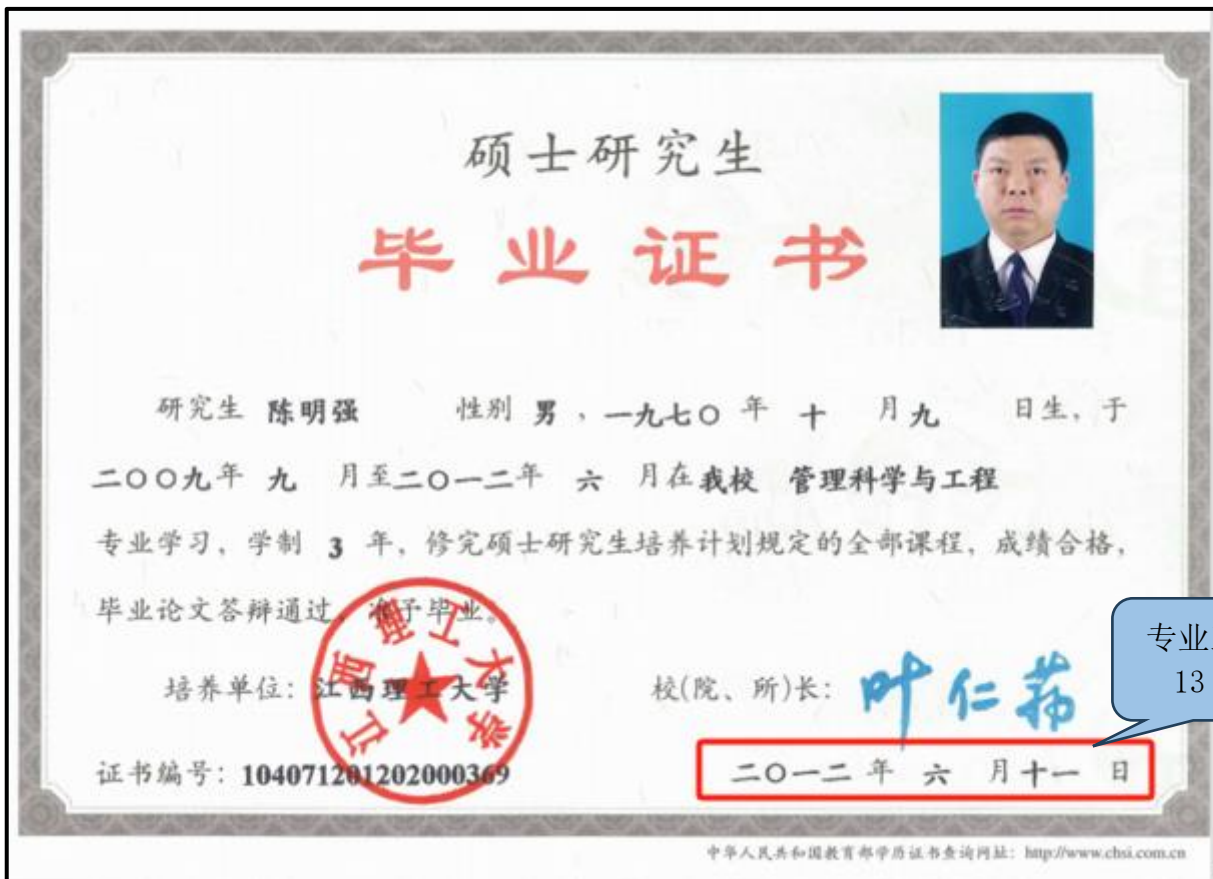 硕士研究生
毕业证书
研究生 陈明强 性别 男 ，一九七〇 年 十 月 九 日生，于
二〇〇九年 九 月至二〇一二年 六 月在我校 管理科学与工程
专业学习，学制 3 年，修完硕士研究生培养计划规定的全部课程，成绩合格，
毕业论文答辩通过，准予毕业。
江西理工大学
培养单位：江西理工大学 校(院、所)长：叶仁荪
专业
13
证书编号：104071201202000369 二〇一二 年 六 月十一 日
中华人民共和国教育部学历证书查询网址：http://www.chsi.com.cn